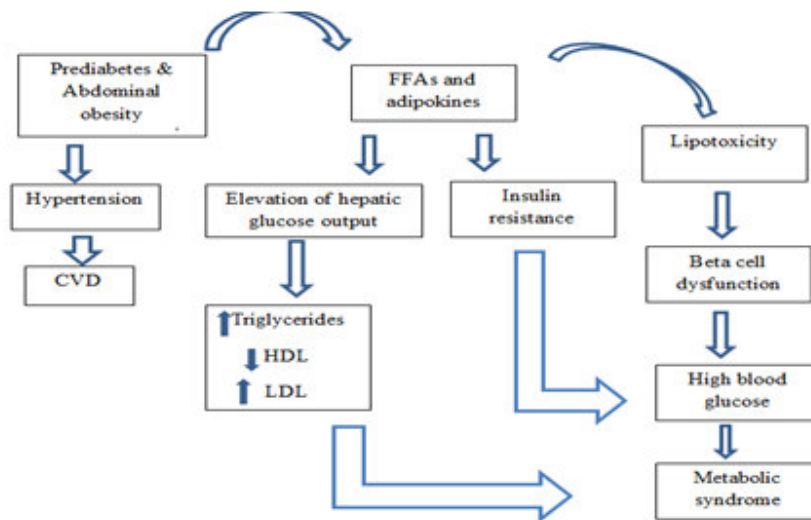 Prediabetes &
Abdominal
obesity
FFAs and
adipokines
Lipotoxicity
Hypertension
Elevation of hepatic
glucose output
Insulin
resistance
CVD
Beta cell
dysfunction
Triglycerides
HDL
LDL
High blood
glucose
Metabolic
syndrome